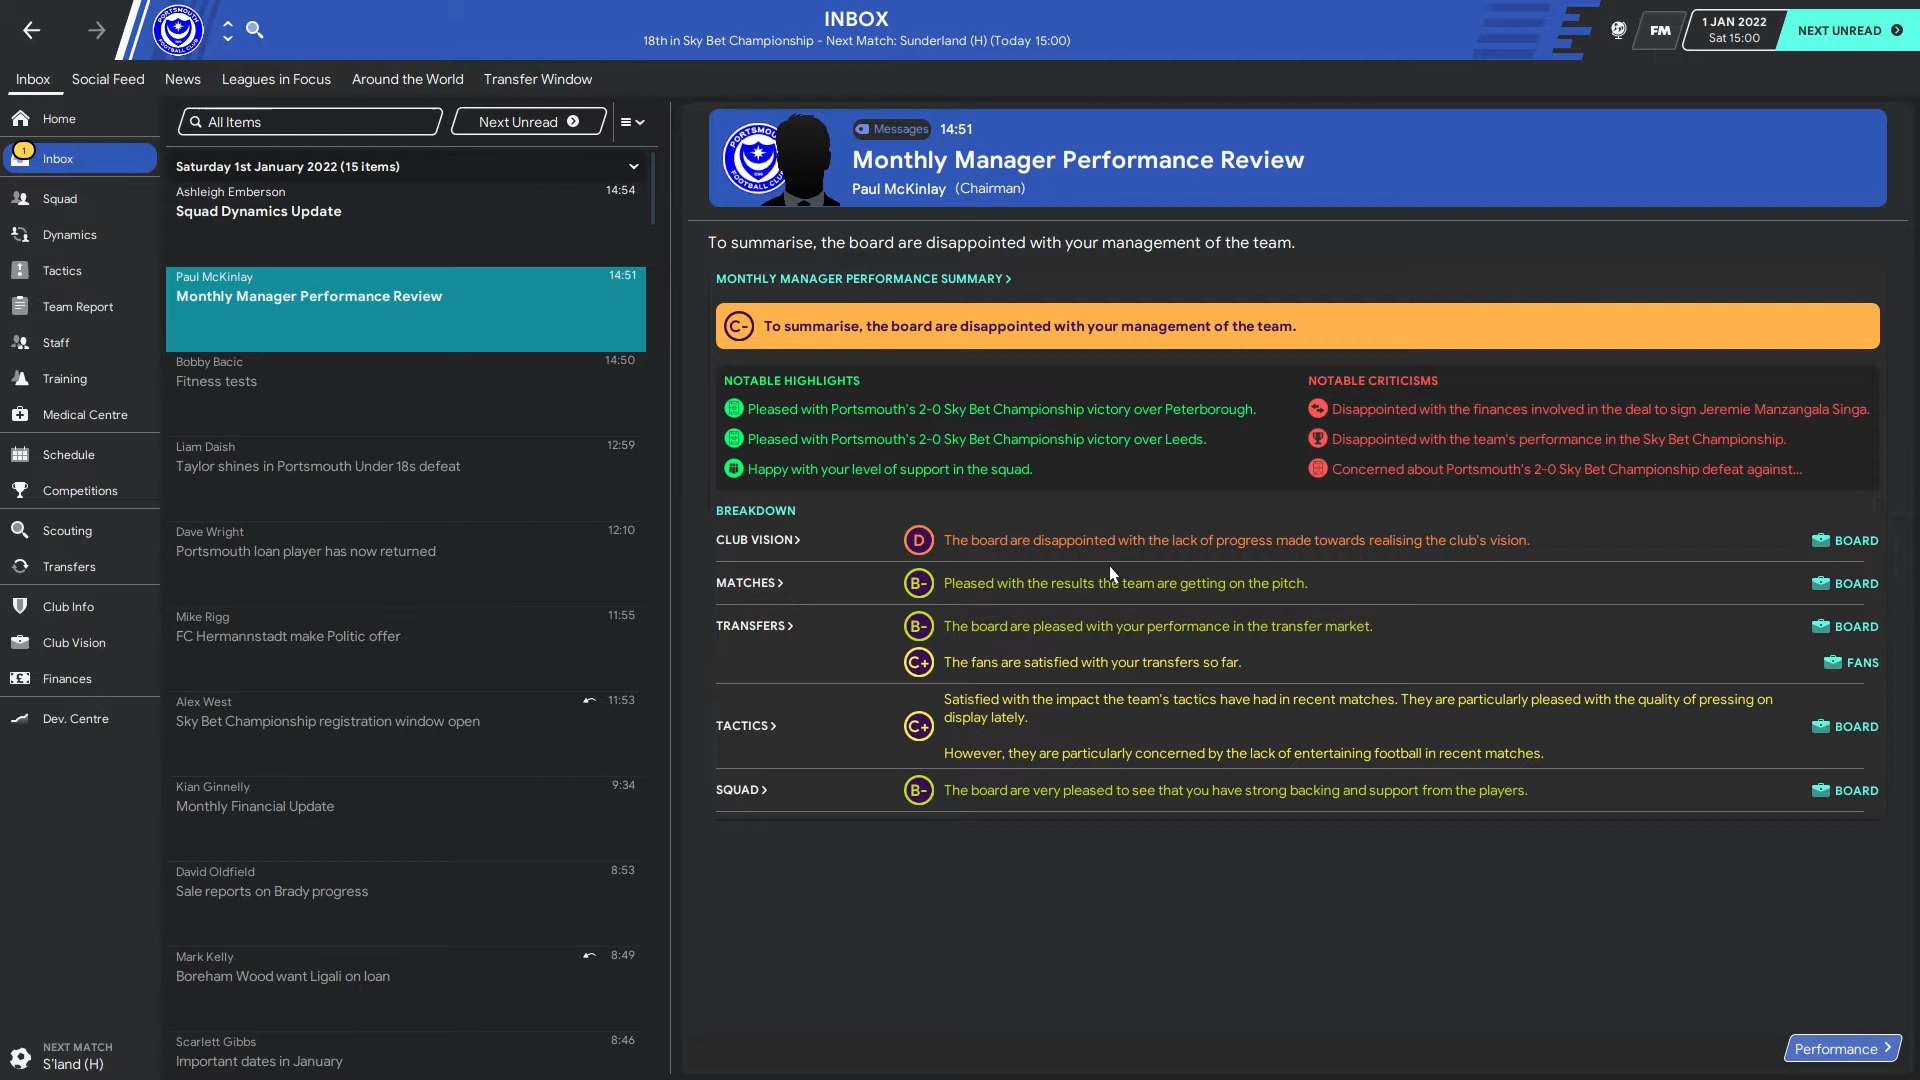 INBOX
18th in Sky Bet Championship - Next Match: Sunderland (H) (Today 15:00)
FM
1 JAN 2022
Sat 15:00
NEXT UNREAD
Inbox
Social Feed
News
Leagues in Focus
Around the World
Transfer Window
Home
1
Inbox
Squad
Dynamics
Tactics
Team Report
Staff
Training
Medical Centre
Schedule
Competitions
Scouting
Transfers
Club Info
Club Vision
Finances
Dev. Centre
NEXT MATCH
S'land (H)
All Items
Next Unread
Saturday 1st January 2022 (15 items)
Ashleigh Emberson 14:54
Squad Dynamics Update
Paul McKinlay 14:51
Monthly Manager Performance Review
Bobby Bacic 14:50
Fitness tests
Liam Daish 12:59
Taylor shines in Portsmouth Under 18s defeat
Dave Wright 12:10
Portsmouth loan player has now returned
Mike Rigg 11:55
FC Hermannstadt make Politic offer
Alex West 11:53
Sky Bet Championship registration window open
Kian Ginnelly 9:34
Monthly Financial Update
David Oldfield 8:53
Sale reports on Brady progress
Mark Kelly 8:49
Boreham Wood want Ligali on loan
Scarlett Gibbs 8:46
Important dates in January
PORTSMOUTH
FOOTBALL CLUB
Messages 14:51
Monthly Manager Performance Review
Paul McKinlay (Chairman)
To summarise, the board are disappointed with your management of the team.
MONTHLY MANAGER PERFORMANCE SUMMARY >
C- To summarise, the board are disappointed with your management of the team.
NOTABLE HIGHLIGHTS
Pleased with Portsmouth's 2-0 Sky Bet Championship victory over Peterborough.
Pleased with Portsmouth's 2-0 Sky Bet Championship victory over Leeds.
Happy with your level of support in the squad.
NOTABLE CRITICISMS
Disappointed with the finances involved in the deal to sign Jeremie Manzangala Singa.
Disappointed with the team's performance in the Sky Bet Championship.
Concerned about Portsmouth's 2-0 Sky Bet Championship defeat against...
BREAKDOWN
CLUB VISION > D The board are disappointed with the lack of progress made towards realising the club's vision. BOARD
MATCHES > B- Pleased with the results the team are getting on the pitch. BOARD
TRANSFERS > B- The board are pleased with your performance in the transfer market. BOARD
C+ The fans are satisfied with your transfers so far. FANS
TACTICS > C+ Satisfied with the impact the team's tactics have had in recent matches. They are particularly pleased with the quality of pressing on
display lately.
However, they are particularly concerned by the lack of entertaining football in recent matches.
BOARD
SQUAD > B- The board are very pleased to see that you have strong backing and support from the players. BOARD
Performance >